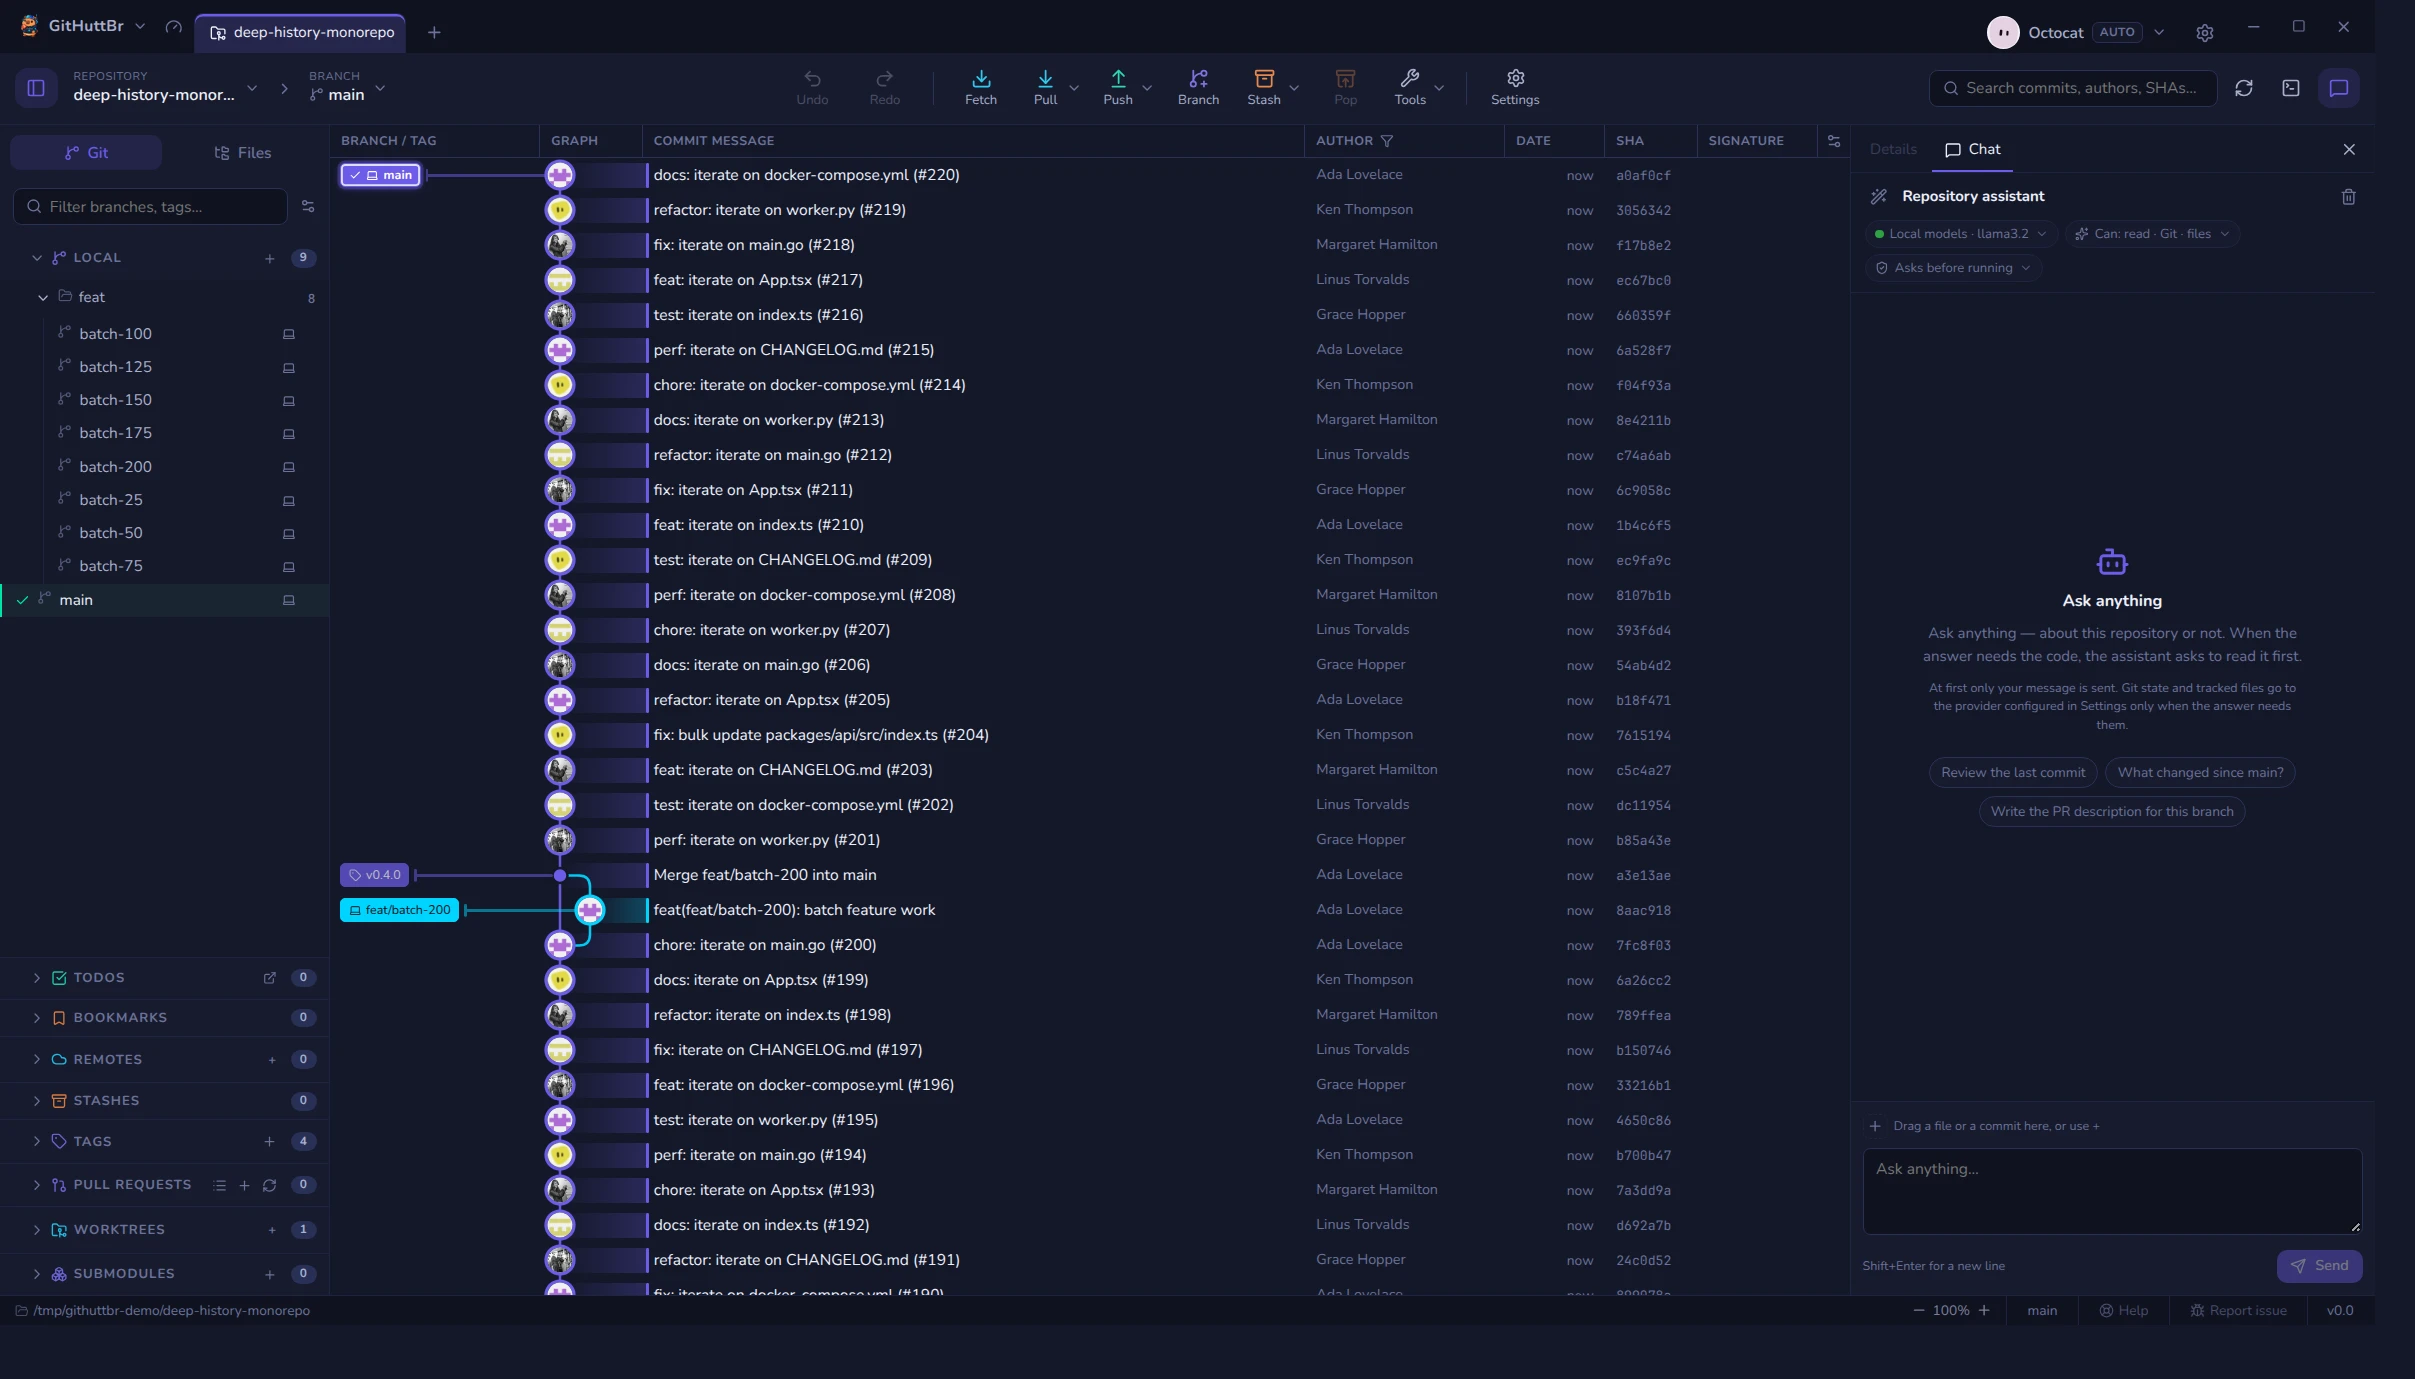 GitHuttBr
deep-history-monorepo
Octocat AUTO
REPOSITORY
deep-history-monor...
BRANCH
main
Undo
Redo
Fetch
Pull
Push
Branch
Stash
Pop
Tools
Settings
Search commits, authors, SHAs...
Git
Files
Filter branches, tags...
LOCAL 9
feat 8
batch-100
batch-125
batch-150
batch-175
batch-200
batch-25
batch-50
batch-75
main
TODOS 0
BOOKMARKS 0
REMOTES 0
STASHES 0
TAGS 4
PULL REQUESTS 0
WORKTREES 1
SUBMODULES 0
BRANCH / TAG GRAPH COMMIT MESSAGE AUTHOR DATE SHA SIGNATURE
main docs: iterate on docker-compose.yml (#220) Ada Lovelace now a0af0cf
refactor: iterate on worker.py (#219) Ken Thompson now 3056342
fix: iterate on main.go (#218) Margaret Hamilton now f17b8e2
feat: iterate on App.tsx (#217) Linus Torvalds now ec67bc0
test: iterate on index.ts (#216) Grace Hopper now 660359f
perf: iterate on CHANGELOG.md (#215) Ada Lovelace now 6a528f7
chore: iterate on docker-compose.yml (#214) Ken Thompson now f04f93a
docs: iterate on worker.py (#213) Margaret Hamilton now 8e4211b
refactor: iterate on main.go (#212) Linus Torvalds now c74a6ab
fix: iterate on App.tsx (#211) Grace Hopper now 6c9058c
feat: iterate on index.ts (#210) Ada Lovelace now 1b4c6f5
test: iterate on CHANGELOG.md (#209) Ken Thompson now ec9fa9c
perf: iterate on docker-compose.yml (#208) Margaret Hamilton now 8107b1b
chore: iterate on worker.py (#207) Linus Torvalds now 393f6d4
docs: iterate on main.go (#206) Grace Hopper now 54ab4d2
refactor: iterate on App.tsx (#205) Ada Lovelace now b18f471
fix: bulk update packages/api/src/index.ts (#204) Ken Thompson now 7615194
feat: iterate on CHANGELOG.md (#203) Margaret Hamilton now c5c4a27
test: iterate on docker-compose.yml (#202) Linus Torvalds now dc11954
perf: iterate on worker.py (#201) Grace Hopper now b85a43e
v0.4.0 Merge feat/batch-200 into main Ada Lovelace now a3e13ae
feat/batch-200 feat(feat/batch-200): batch feature work Ada Lovelace now 8aac918
chore: iterate on main.go (#200) Ada Lovelace now 7fc8f03
docs: iterate on App.tsx (#199) Ken Thompson now 6a26cc2
refactor: iterate on index.ts (#198) Margaret Hamilton now 789ffea
fix: iterate on CHANGELOG.md (#197) Linus Torvalds now b150746
feat: iterate on docker-compose.yml (#196) Grace Hopper now 33216b1
test: iterate on worker.py (#195) Ada Lovelace now 4650c86
perf: iterate on main.go (#194) Ken Thompson now b700b47
chore: iterate on App.tsx (#193) Margaret Hamilton now 7a3dd9a
docs: iterate on index.ts (#192) Linus Torvalds now d692a7b
refactor: iterate on CHANGELOG.md (#191) Grace Hopper now 24c0d52
fix: iterate on docker-compose.yml (#190) Ada Lovelace now
Details
Chat
Repository assistant
Local models · llama3.2
Can: read · Git · files
Asks before running
Ask anything
Ask anything — about this repository or not. When the
answer needs the code, the assistant asks to read it first.
At first only your message is sent. Git state and tracked files go to
the provider configured in Settings only when the answer needs
them.
Review the last commit
What changed since main?
Write the PR description for this branch
Drag a file or a commit here, or use +
Ask anything...
Shift+Enter for a new line
Send
/tmp/githuttbr-demo/deep-history-monorepo
100%
main
Help
Report issue
v0.0